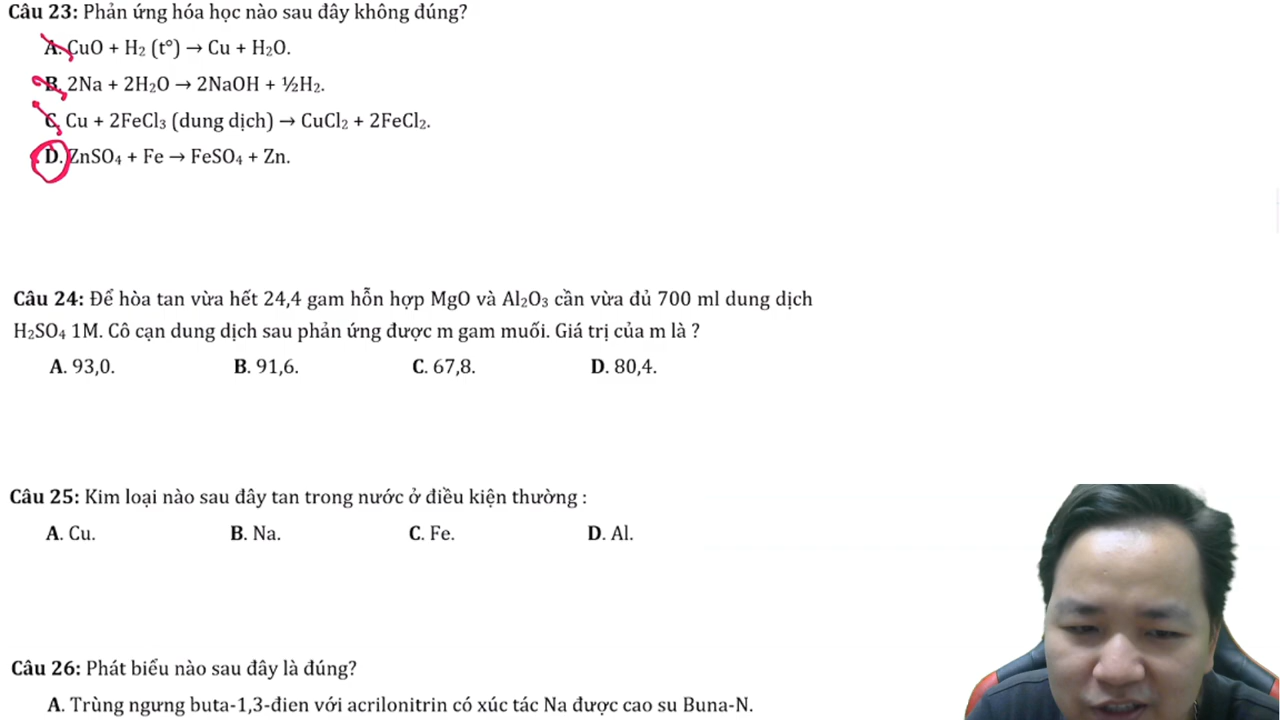 Câu 23: Phản ứng hóa học nào sau đây không đúng?
A. CuO + H₂ (t°) → Cu + H₂O.
B. 2Na + 2H₂O → 2NaOH + ½H₂.
C. Cu + 2FeCl₃ (dung dịch) → CuCl₂ + 2FeCl₂.
D. ZnSO₄ + Fe → FeSO₄ + Zn.
Câu 24: Để hòa tan vừa hết 24,4 gam hỗn hợp MgO và Al₂O₃ cần vừa đủ 700 ml dung dịch
H₂SO₄ 1M. Cô cạn dung dịch sau phản ứng được m gam muối. Giá trị của m là ?
A. 93,0. B. 91,6. C. 67,8. D. 80,4.
Câu 25: Kim loại nào sau đây tan trong nước ở điều kiện thường :
A. Cu. B. Na. C. Fe. D. Al.
Câu 26: Phát biểu nào sau đây là đúng?
A. Trùng ngưng buta-1,3-đien với acrilonitrin có xúc tác Na được cao su Buna-N.